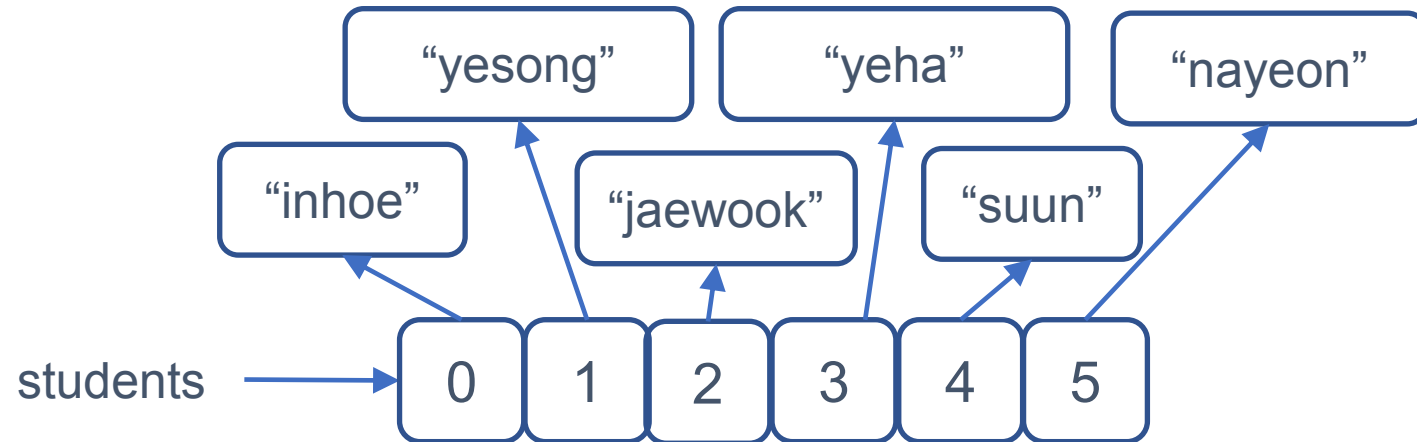 “yesong” “yeha” “nayeon”
“inhoe” “jaewook” “suun”
students 0 1 2 3 4 5